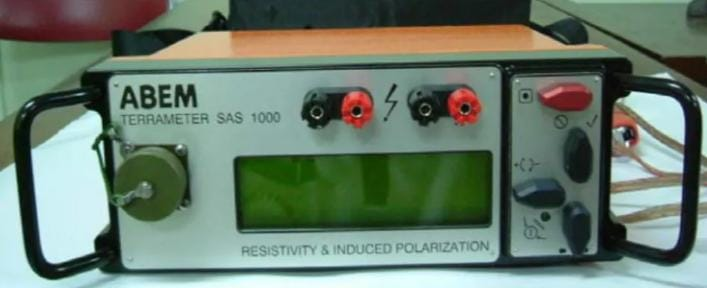 ABEM
TERRAMETER SAS 1000
RESISTIVITY & INDUCED POLARIZATION